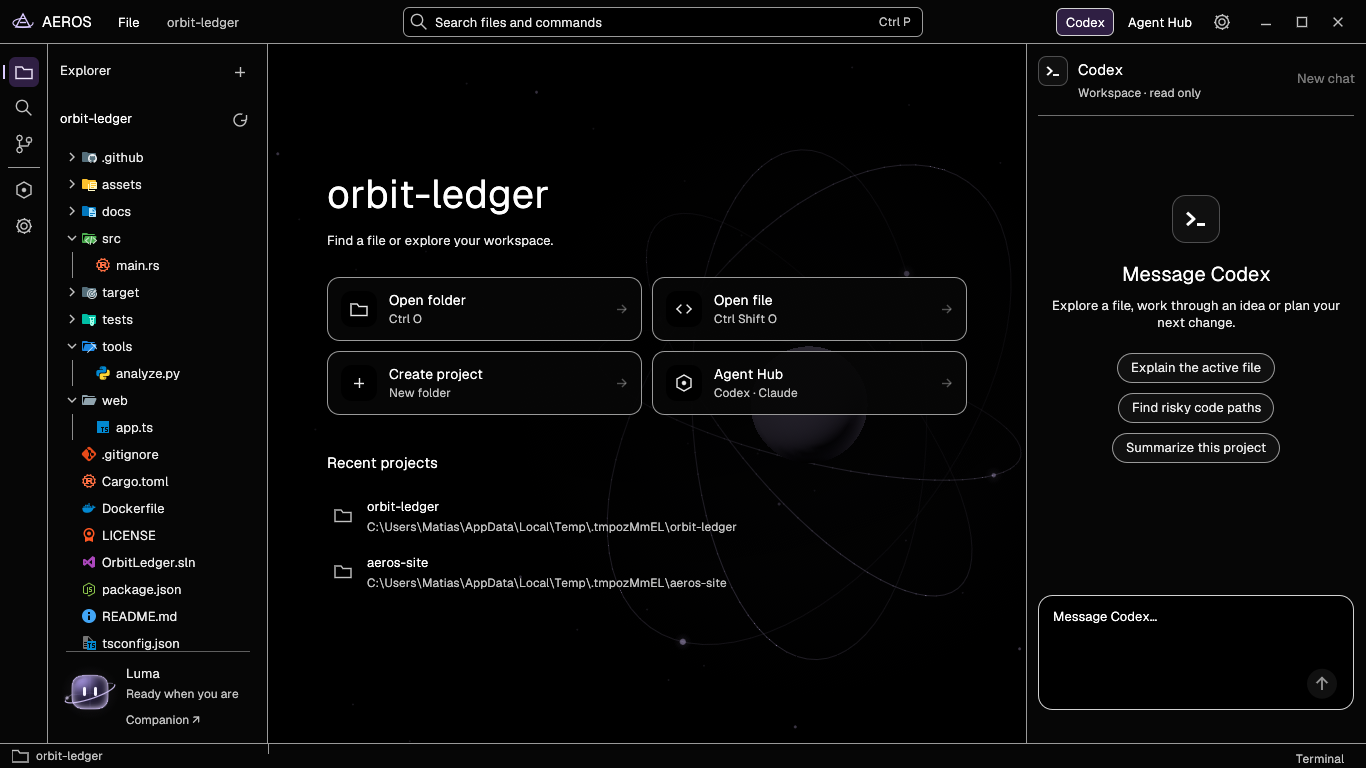 AEROS
File
orbit-ledger
Search files and commands
Ctrl P
Codex
Agent Hub
Explorer
orbit-ledger
.github
assets
docs
src
main.rs
target
tests
tools
analyze.py
web
app.ts
.gitignore
Cargo.toml
Dockerfile
LICENSE
OrbitLedger.sln
package.json
README.md
tsconfig.json
Luma
Ready when you are
Companion ↗
orbit-ledger
Find a file or explore your workspace.
Open folder
Ctrl O
Open file
Ctrl Shift O
Create project
New folder
Agent Hub
Codex · Claude
Recent projects
orbit-ledger
C:\Users\Matias\AppData\Local\Temp\.tmpozMmEL\orbit-ledger
aeros-site
C:\Users\Matias\AppData\Local\Temp\.tmpozMmEL\aeros-site
Codex
Workspace · read only
New chat
Message Codex
Explore a file, work through an idea or plan your
next change.
Explain the active file
Find risky code paths
Summarize this project
Message Codex…
orbit-ledger
Terminal